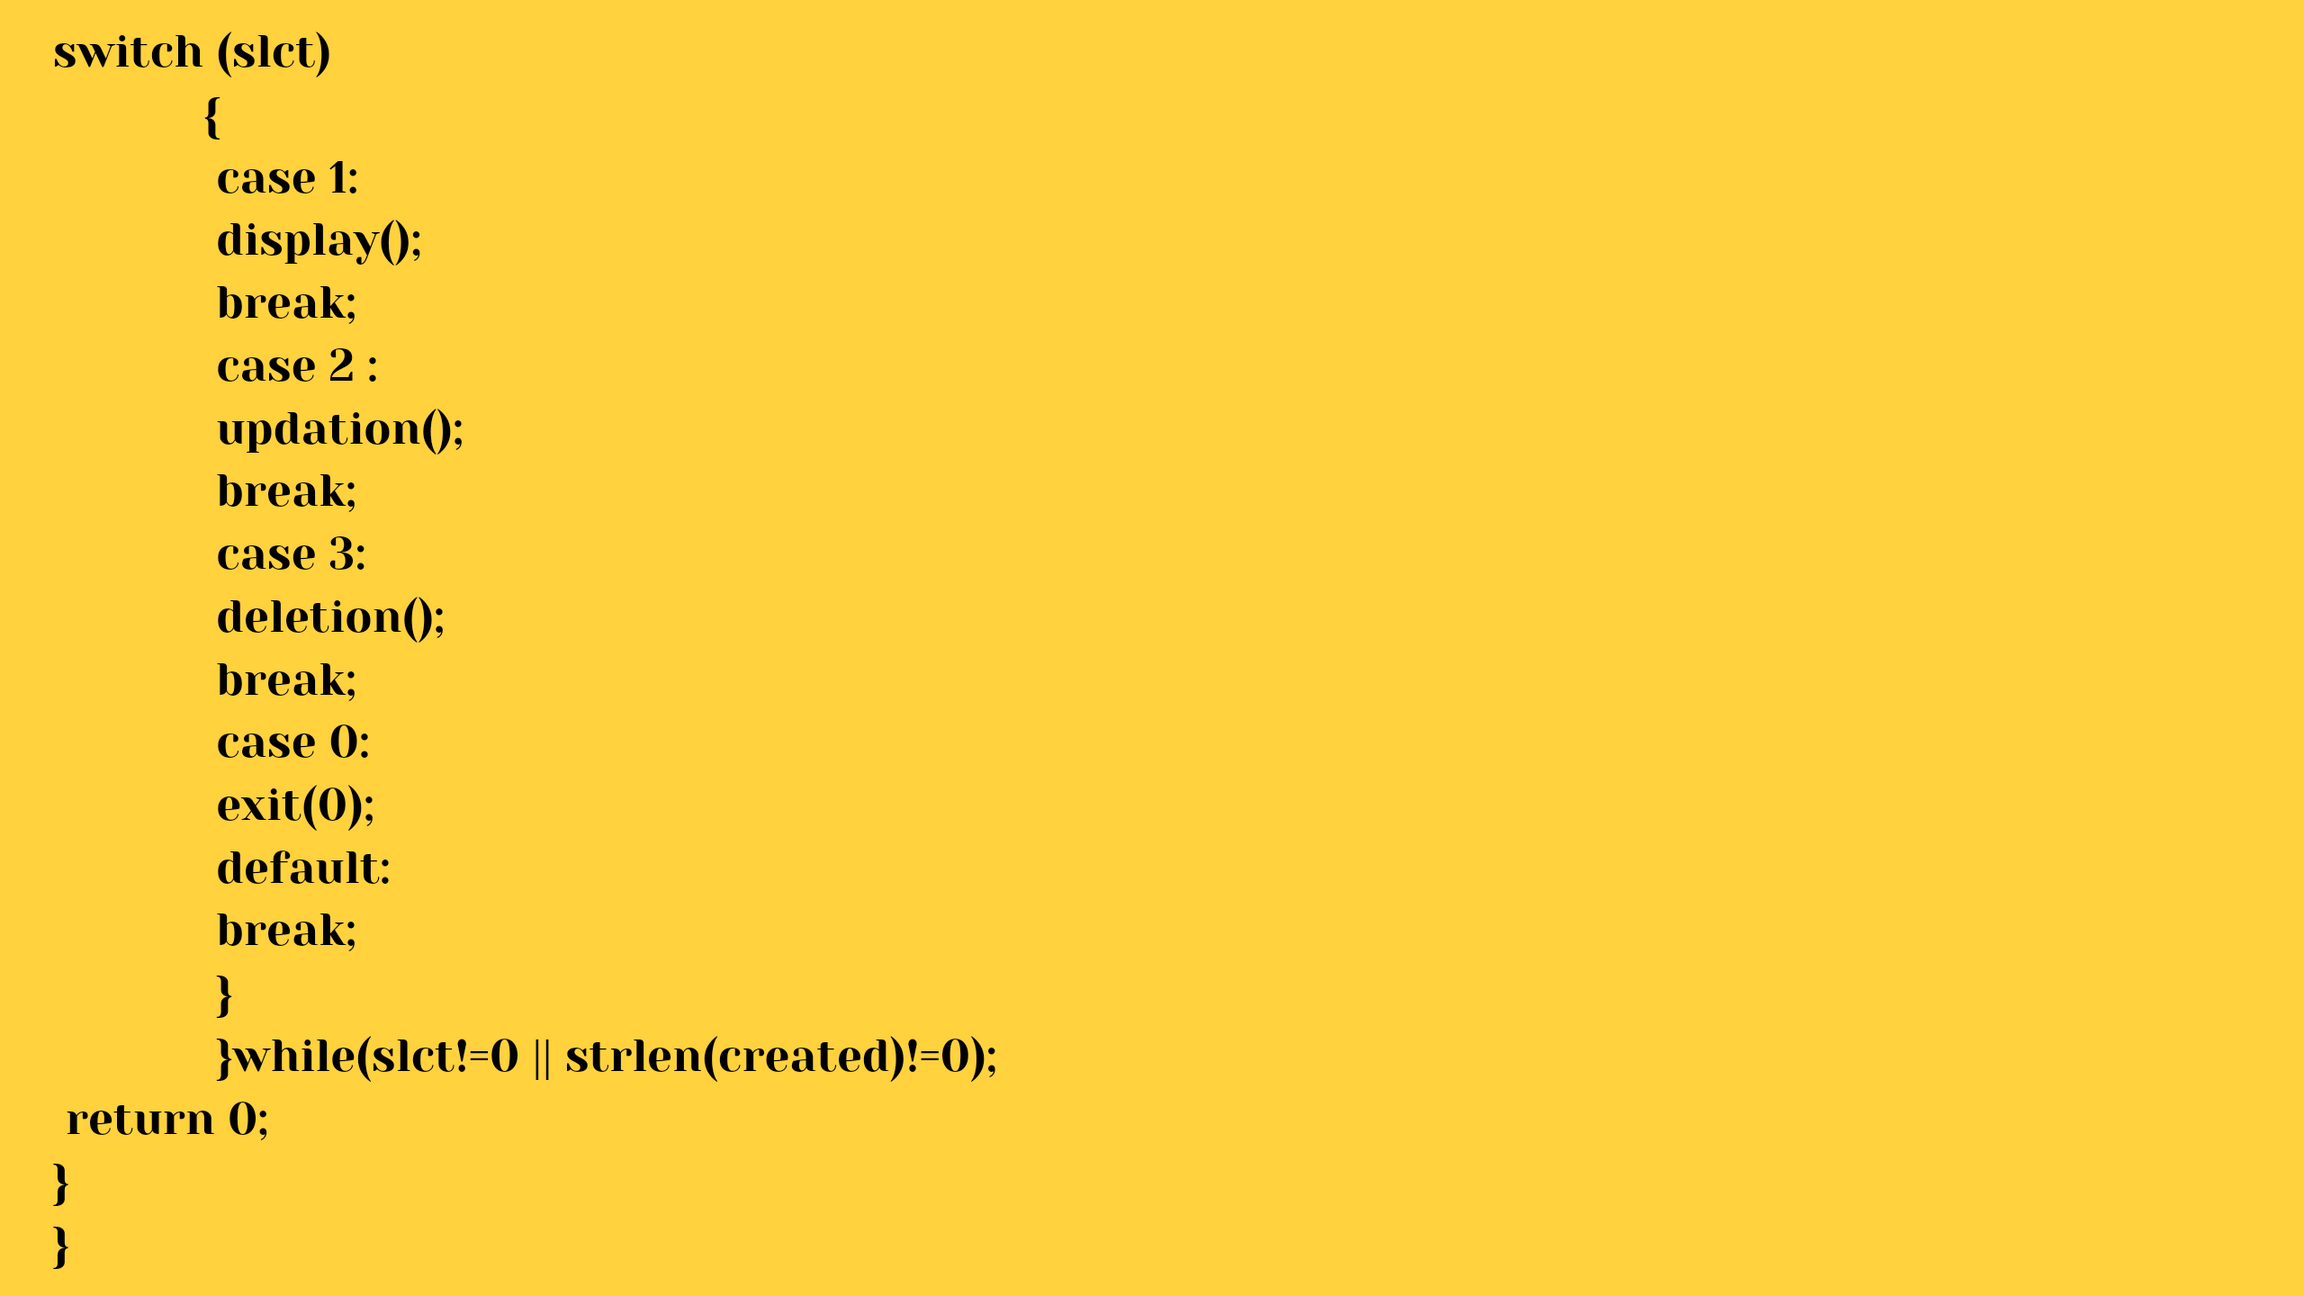 switch (slct)
{
case 1:
display();
break;
case 2 :
updation();
break;
case 3:
deletion();
break;
case 0:
exit(0);
default:
break;
}
}while(slct!=0 || strlen(created)!=0);
return 0;
}
}